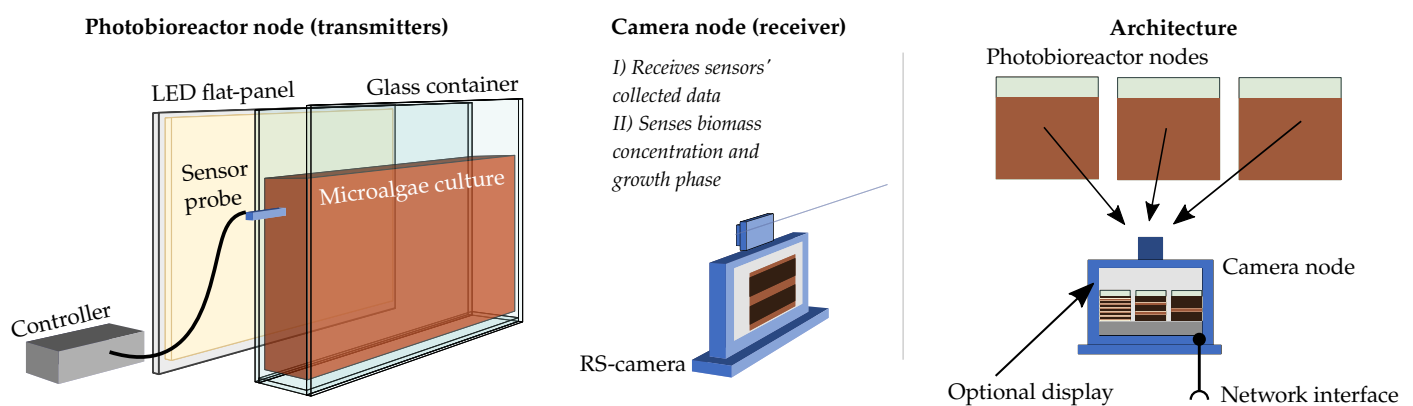 Photobioreactor node (transmitters)
LED flat-panel
Glass container
Sensor
probe
Microalgae culture
Controller
Camera node (receiver)
I) Receives sensors'
collected data
II) Senses biomass
concentration and
growth phase
RS-camera
Architecture
Photobioreactor nodes
Camera node
Optional display
Network interface